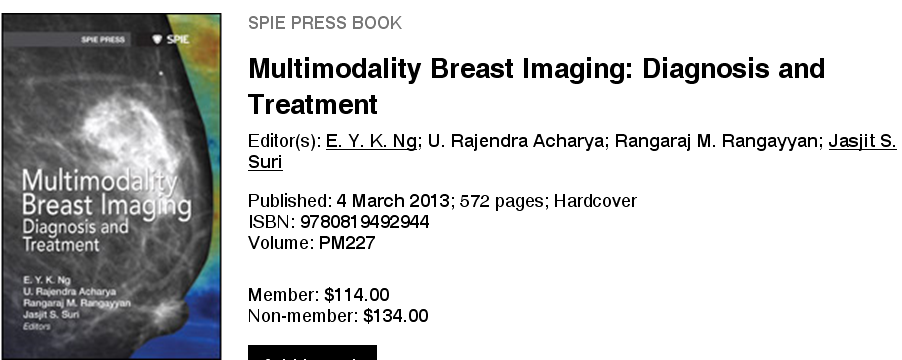 SPIE PRESS
SPIE
Multimodality
Breast Imaging
Diagnosis and
Treatment
E. Y. K. Ng
U. Rajendra Acharya
Rangaraj M. Rangayyan
Jasjit S. Suri
Editors
SPIE PRESS BOOK
Multimodality Breast Imaging: Diagnosis and
Treatment
Editor(s): E. Y. K. Ng; U. Rajendra Acharya; Rangaraj M. Rangayyan; Jasjit S.
Suri
Published: 4 March 2013; 572 pages; Hardcover
ISBN: 9780819492944
Volume: PM227
Member: $114.00
Non-member: $134.00